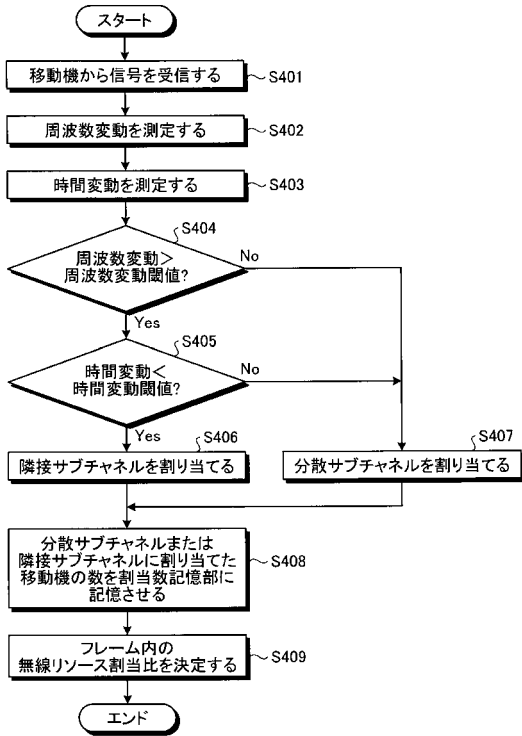 スタート
移動機から信号を受信する
S401
周波数変動を測定する
S402
時間変動を測定する
S403
S404
周波数変動>
周波数変動閾値?
No
Yes
S405
時間変動<
時間変動閾値?
No
Yes
S406
隣接サブチャネルを割り当てる
S407
分散サブチャネルを割り当てる
分散サブチャネルまたは
隣接サブチャネルに割り当てた
移動機の数を割当数記憶部に
記憶させる
S408
フレーム内の
無線リソース割当比を決定する
S409
エンド